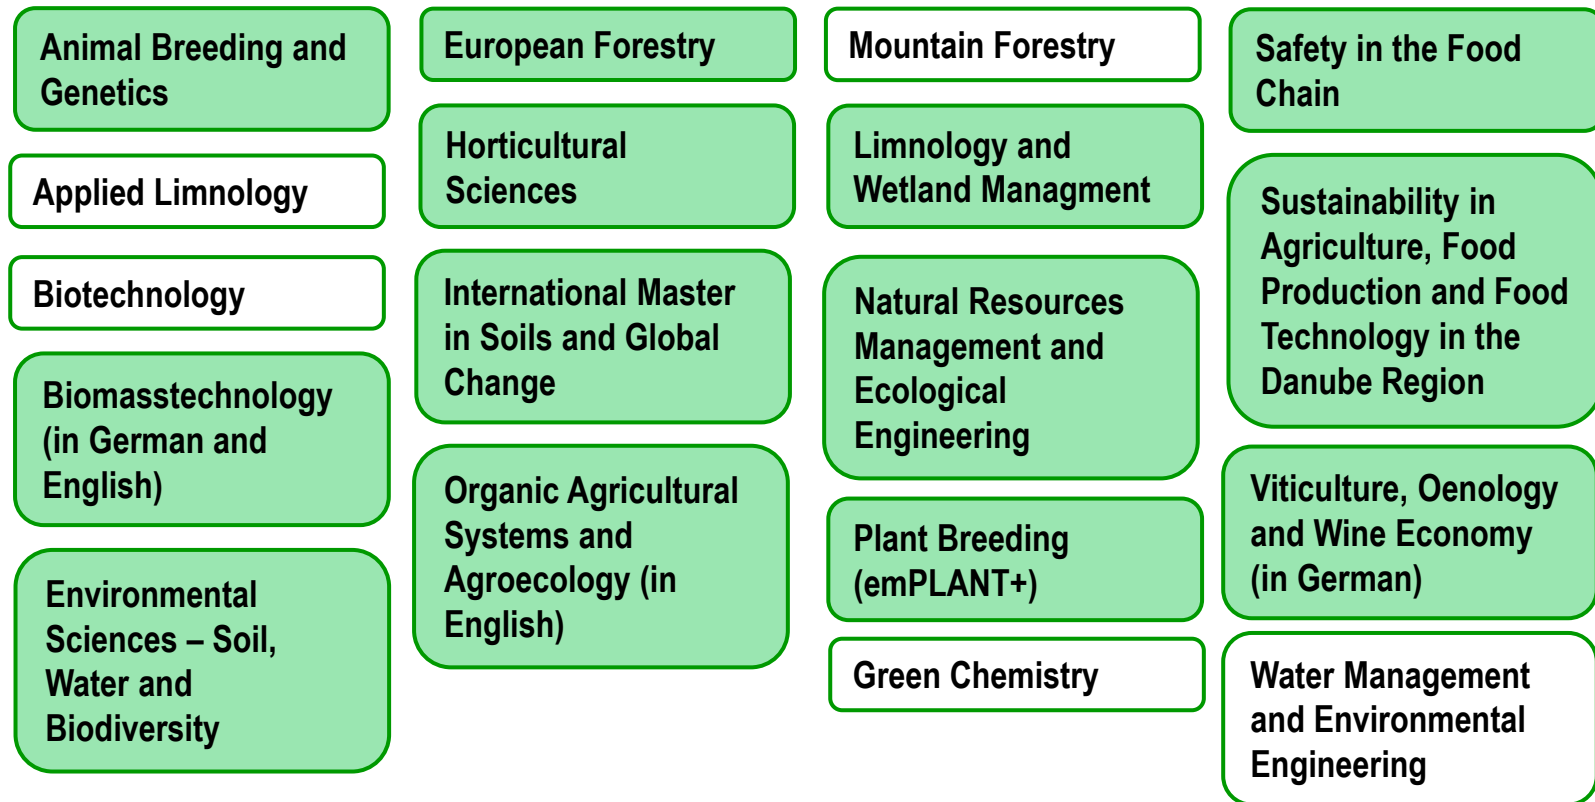 Animal Breeding and
Genetics
Applied Limnology
Biotechnology
Biomasstechnology
(in German and
English)
Environmental
Sciences – Soil,
Water and
Biodiversity
European Forestry
Horticultural
Sciences
International Master
in Soils and Global
Change
Organic Agricultural
Systems and
Agroecology (in
English)
Mountain Forestry
Limnology and
Wetland Managment
Natural Resources
Management and
Ecological
Engineering
Plant Breeding
(emPLANT+)
Green Chemistry
Safety in the Food
Chain
Sustainability in
Agriculture, Food
Production and Food
Technology in the
Danube Region
Viticulture, Oenology
and Wine Economy
(in German)
Water Management
and Environmental
Engineering